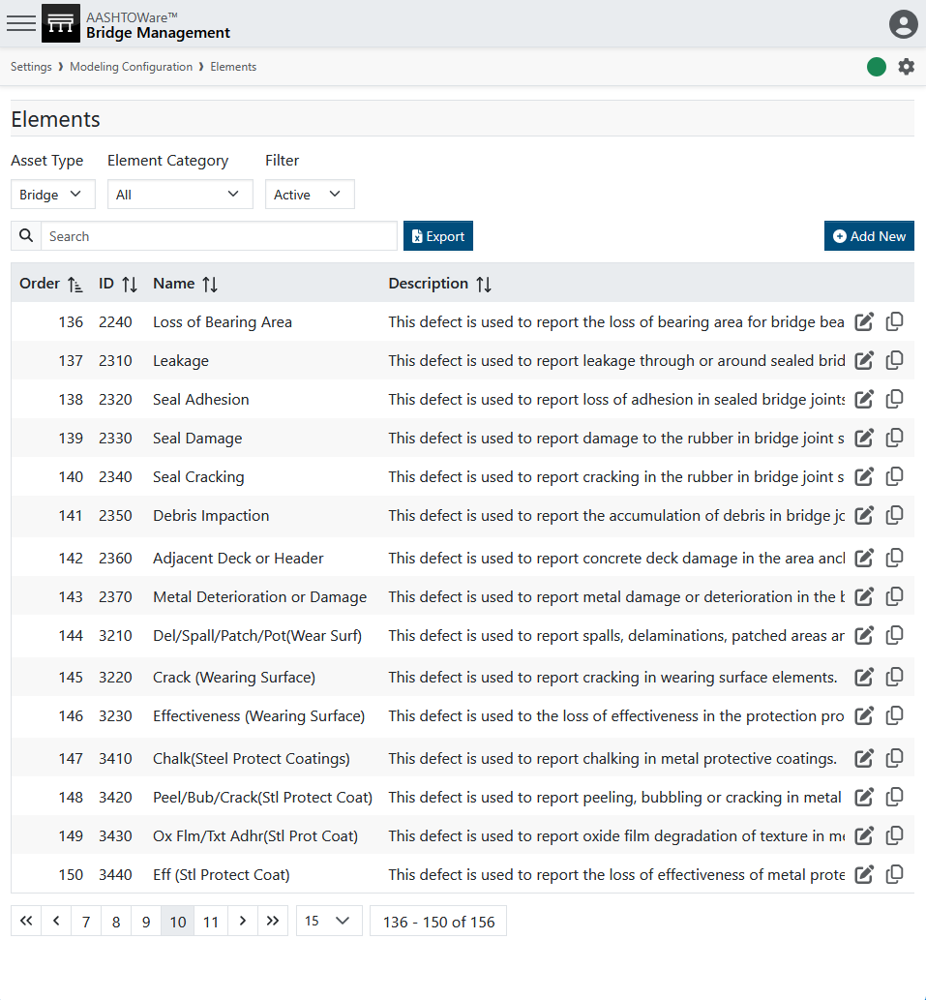 AASHTOWare™
Bridge Management
Settings › Modeling Configuration › Elements
Elements
Asset Type Element Category Filter
Bridge All Active
Search Export Add New
Order ID Name Description
136 2240 Loss of Bearing Area This defect is used to report the loss of bearing area for bridge bea
137 2310 Leakage This defect is used to report leakage through or around sealed brid
138 2320 Seal Adhesion This defect is used to report loss of adhesion in sealed bridge joints
139 2330 Seal Damage This defect is used to report damage to the rubber in bridge joint s
140 2340 Seal Cracking This defect is used to report cracking in the rubber in bridge joint s
141 2350 Debris Impaction This defect is used to report the accumulation of debris in bridge jo
142 2360 Adjacent Deck or Header This defect is used to report concrete deck damage in the area anc
143 2370 Metal Deterioration or Damage This defect is used to report metal damage or deterioration in the b
144 3210 Del/Spall/Patch/Pot(Wear Surf) This defect is used to report spalls, delaminations, patched areas ar
145 3220 Crack (Wearing Surface) This defect is used to report cracking in wearing surface elements.
146 3230 Effectiveness (Wearing Surface) This defect is used to the loss of effectiveness in the protection pro
147 3410 Chalk(Steel Protect Coatings) This defect is used to report chalking in metal protective coatings.
148 3420 Peel/Bub/Crack(Stl Protect Coat) This defect is used to report peeling, bubbling or cracking in metal
149 3430 Ox Flm/Txt Adhr(Stl Prot Coat) This defect is used to report oxide film degradation of texture in me
150 3440 Eff (Stl Protect Coat) This defect is used to report the loss of effectiveness of metal prote
« ‹ 7 8 9 10 11 › » 15 136 - 150 of 156